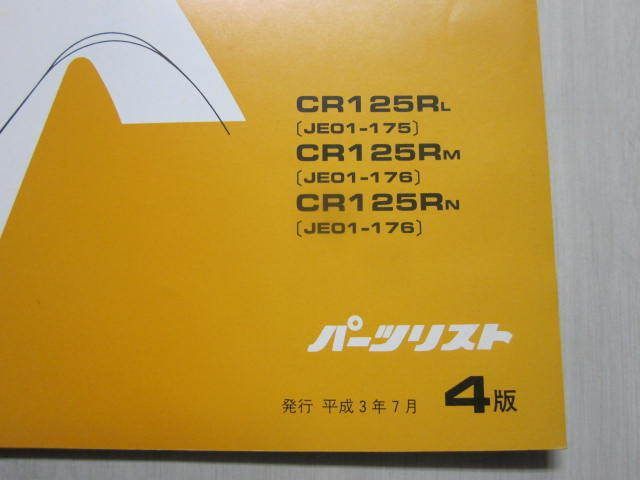 CR125RL
〔JE01-175〕
CR125RM
〔JE01-176〕
CR125RN
〔JE01-176〕
パーツリスト
発行 平成3年7月 4版